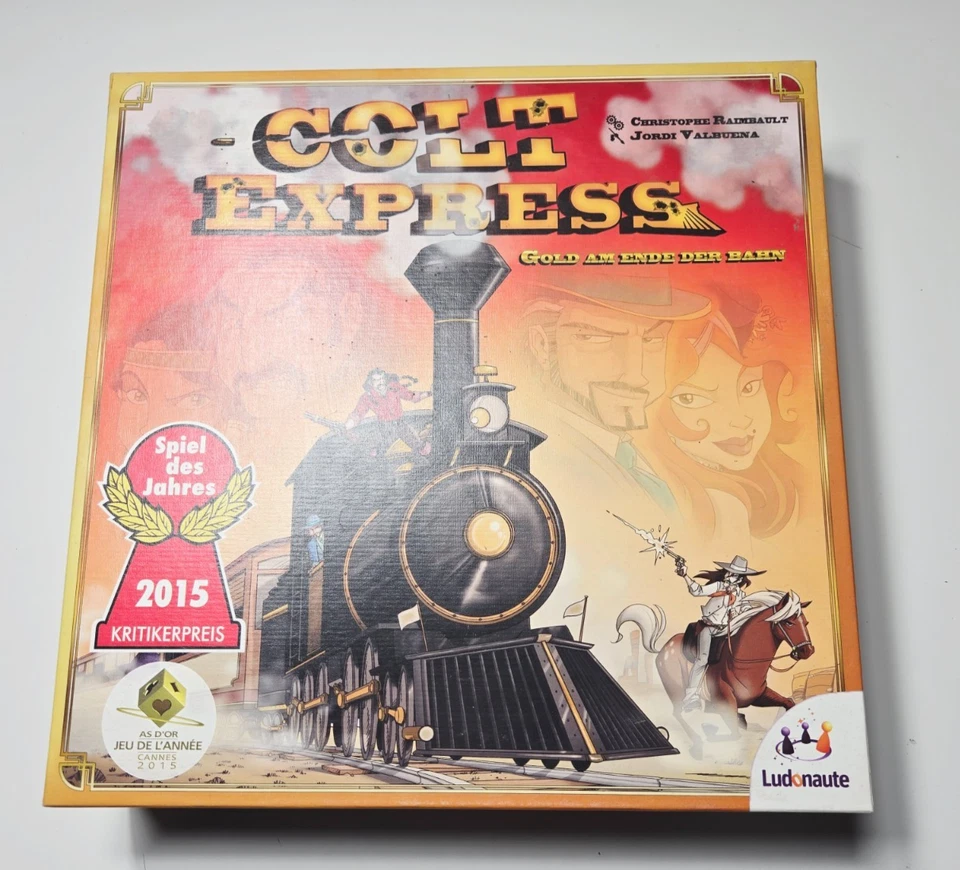 COLT
EXPRESS
CHRISTOPHE RAIMBAULT
JORDI VALBUENA
GOLD AM ENDE DER BAHN
Spiel
des
Jahres
2015
KRITIKERPREIS
AS D'OR
JEU DE L'ANNÉE
CANNES
2015
Ludonaute